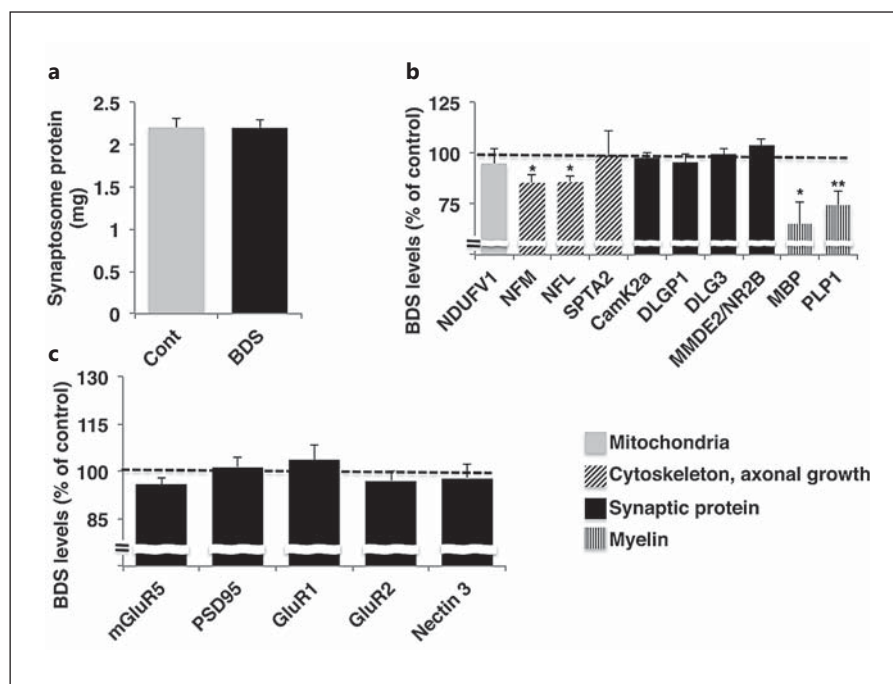 a
Synaptosome protein
(mg)
2.5
2
1.5
1
0.5
0
Cont
BDS
b
BDS levels (% of control)
125
100
75
*
*
*
**
NDUFV1
NFM
NFL
SPTA2
CamK2a
DLGP1
DLG3
MMDE2/NR2B
MBP
PLP1
c
BDS levels (% of control)
130
115
100
85
mGluR5
PSD95
GluR1
GluR2
Nectin 3
Mitochondria
Cytoskeleton, axonal growth
Synaptic protein
Myelin